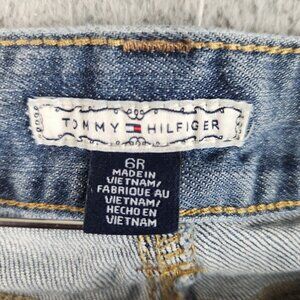 TOMMY HILFIGER
6R
MADE IN
VIETNAM/
FABRIQUE AU
VIETNAM/
HECHO EN
VIETNAM